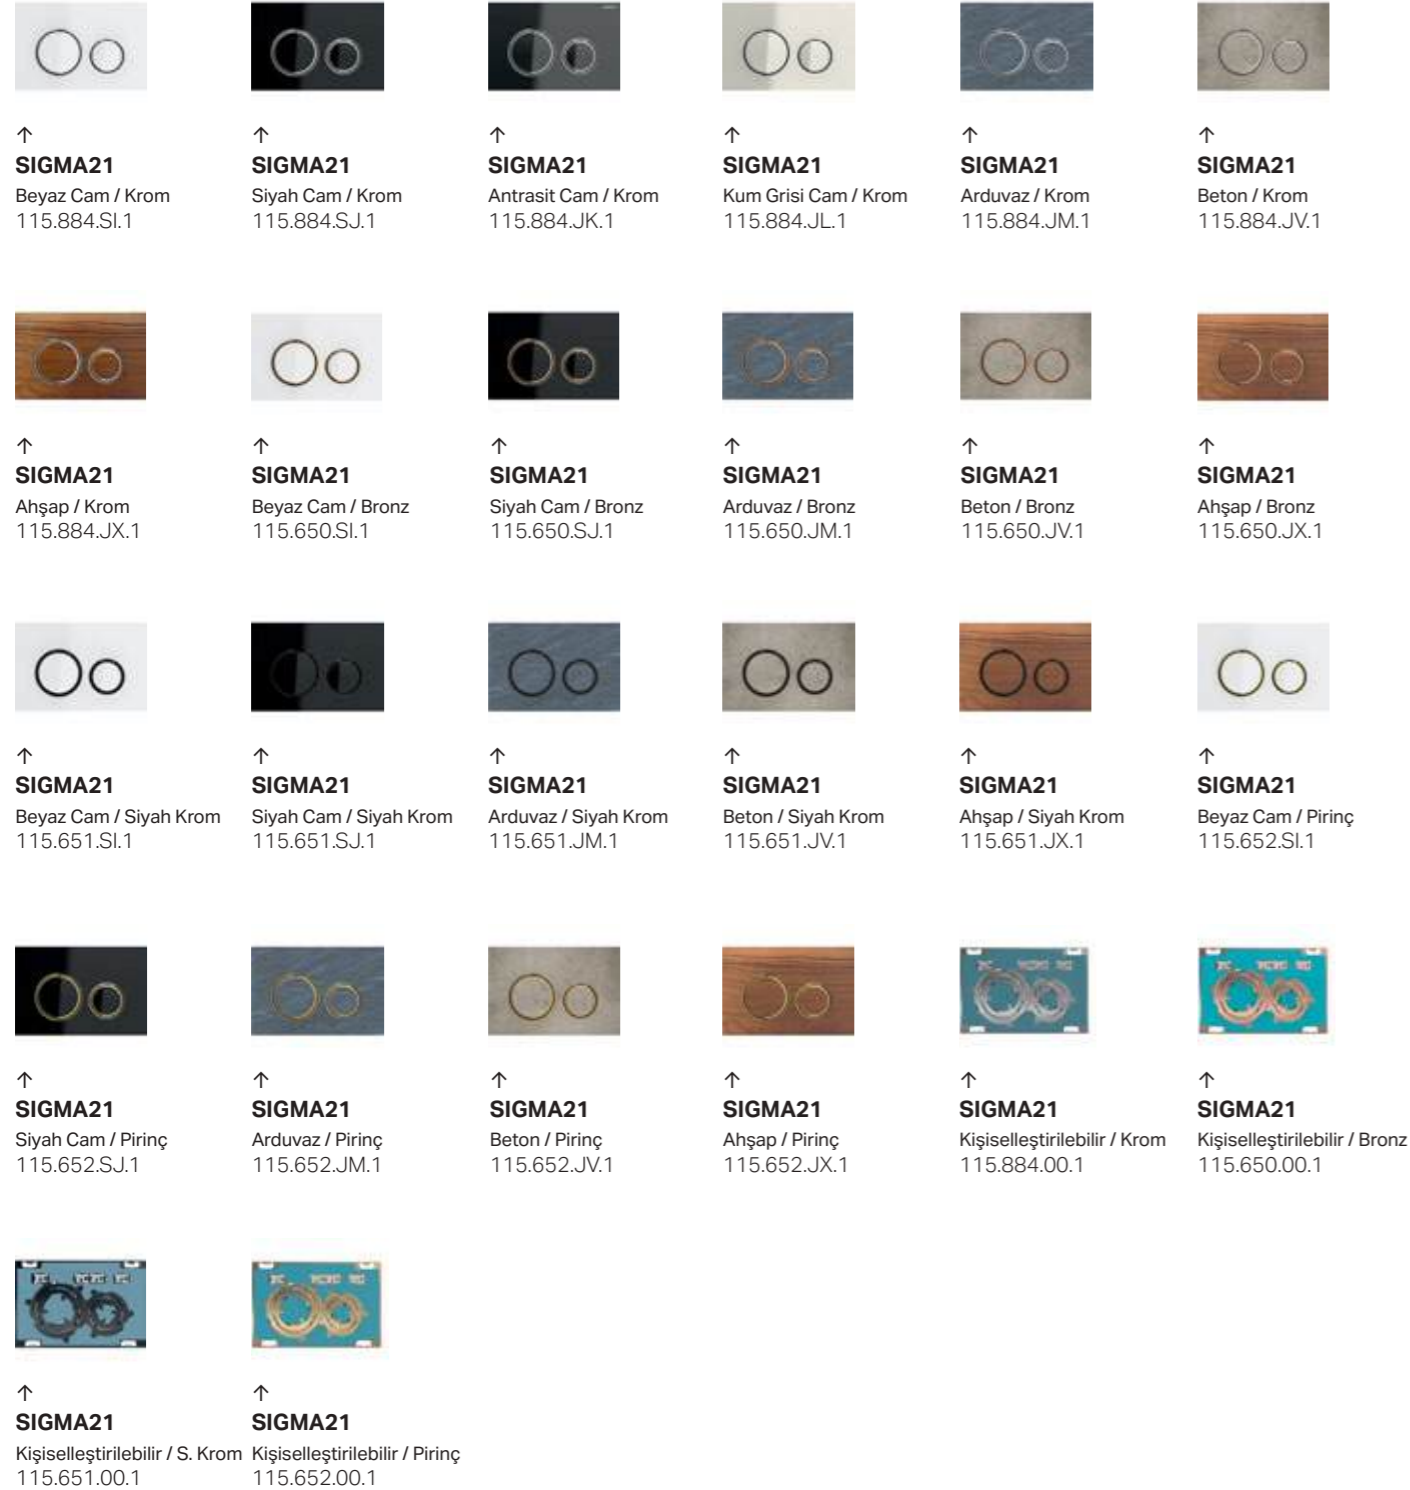 ↑
SIGMA21
Beyaz Cam / Krom
115.884.SI.1
↑
SIGMA21
Siyah Cam / Krom
115.884.SJ.1
↑
SIGMA21
Antrasit Cam / Krom
115.884.JK.1
↑
SIGMA21
Kum Grisi Cam / Krom
115.884.JL.1
↑
SIGMA21
Arduvaz / Krom
115.884.JM.1
↑
SIGMA21
Beton / Krom
115.884.JV.1
↑
SIGMA21
Ahşap / Krom
115.884.JX.1
↑
SIGMA21
Beyaz Cam / Bronz
115.650.SI.1
↑
SIGMA21
Siyah Cam / Bronz
115.650.SJ.1
↑
SIGMA21
Arduvaz / Bronz
115.650.JM.1
↑
SIGMA21
Beton / Bronz
115.650.JV.1
↑
SIGMA21
Ahşap / Bronz
115.650.JX.1
↑
SIGMA21
Beyaz Cam / Siyah Krom
115.651.SI.1
↑
SIGMA21
Siyah Cam / Siyah Krom
115.651.SJ.1
↑
SIGMA21
Arduvaz / Siyah Krom
115.651.JM.1
↑
SIGMA21
Beton / Siyah Krom
115.651.JV.1
↑
SIGMA21
Ahşap / Siyah Krom
115.651.JX.1
↑
SIGMA21
Beyaz Cam / Pirinç
115.652.SI.1
↑
SIGMA21
Siyah Cam / Pirinç
115.652.SJ.1
↑
SIGMA21
Arduvaz / Pirinç
115.652.JM.1
↑
SIGMA21
Beton / Pirinç
115.652.JV.1
↑
SIGMA21
Ahşap / Pirinç
115.652.JX.1
↑
SIGMA21
Kişiselleştirilebilir / Krom
115.884.00.1
↑
SIGMA21
Kişiselleştirilebilir / Bronz
115.650.00.1
↑
SIGMA21
Kişiselleştirilebilir / S. Krom
115.651.00.1
↑
SIGMA21
Kişiselleştirilebilir / Pirinç
115.652.00.1